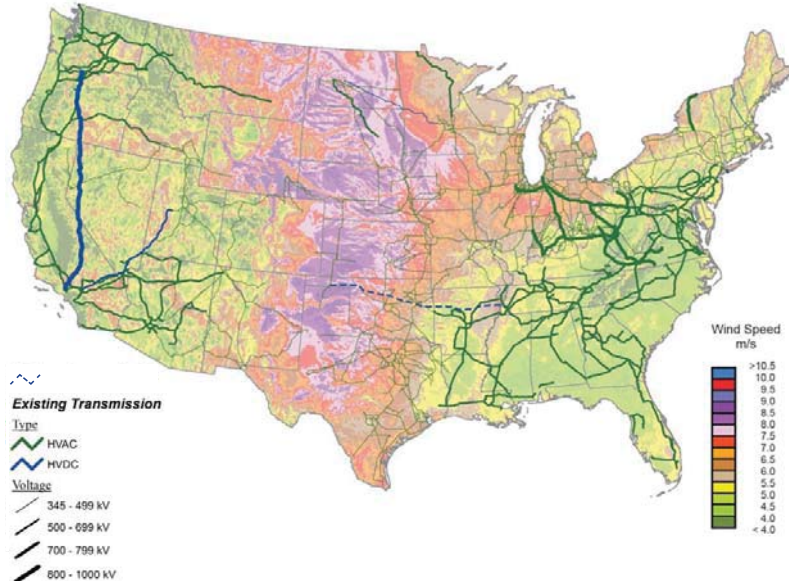 Wind Speed
m/s
>10.5
10.0
9.5
9.0
8.5
8.0
7.5
7.0
6.5
6.0
5.5
5.0
4.5
4.0
< 4.0
Existing Transmission
Type
HVAC
HVDC
Voltage
345 - 499 kV
500 - 699 kV
700 - 799 kV
800 - 1000 kV